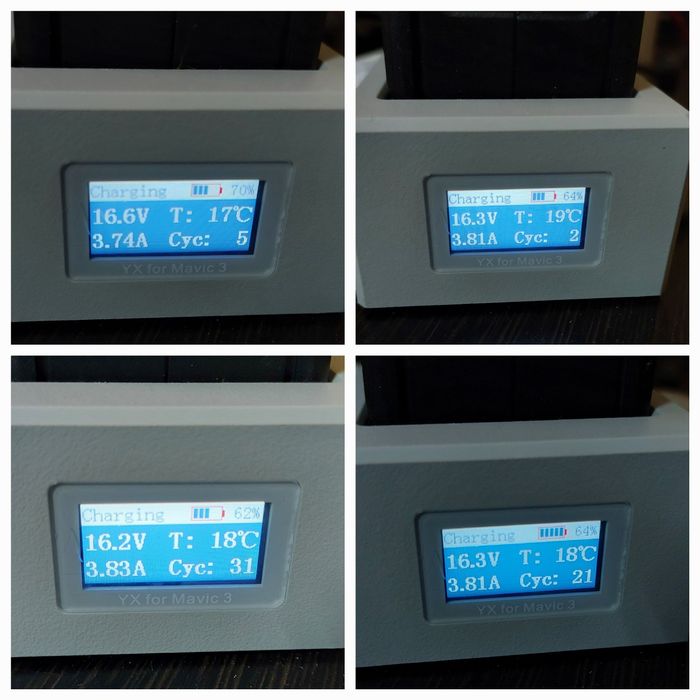 Charging 70%
16.6V T: 17℃
3.74A Cyc: 5
YX for Mavic 3
Charging 64%
16.3V T: 19℃
3.81A Cyc: 2
YX for Mavic 3
Charging 62%
16.2V T: 18℃
3.83A Cyc: 31
YX for Mavic 3
Charging 64%
16.3V T: 18℃
3.81A Cyc: 21
YX for Mavic 3